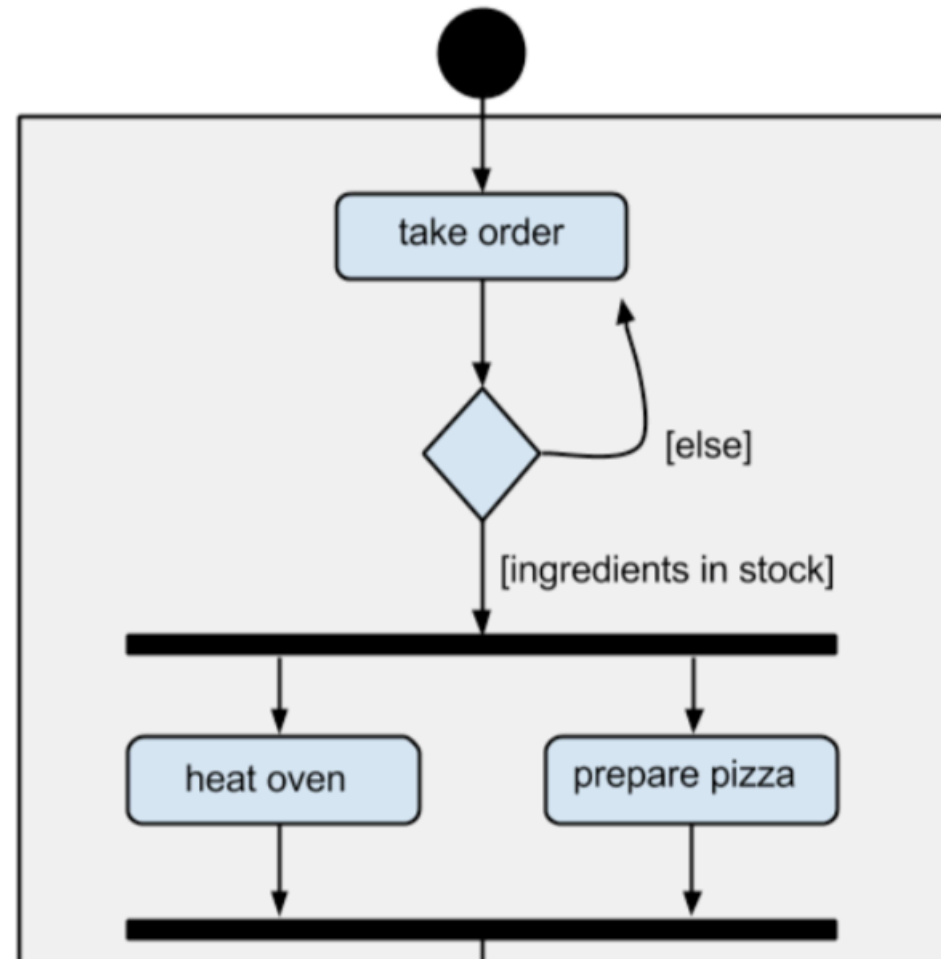 take order
[else]
[ingredients in stock]
heat oven
prepare pizza